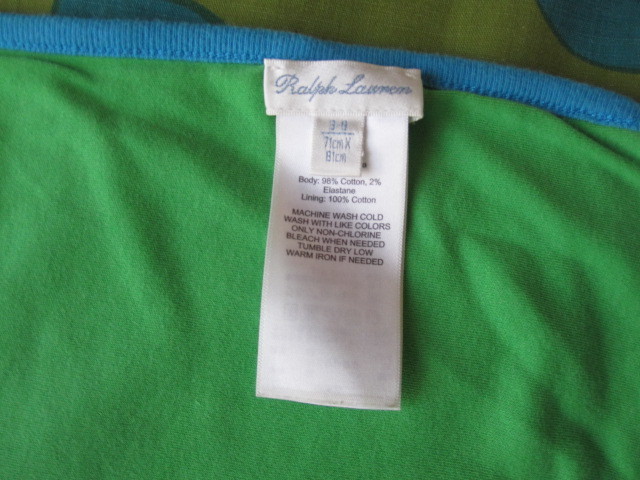 Ralph Lauren
3-9
71cm X
81cm
Body: 98% Cotton, 2%
Elastane
Lining: 100% Cotton
MACHINE WASH COLD
WASH WITH LIKE COLORS
ONLY NON-CHLORINE
BLEACH WHEN NEEDED
TUMBLE DRY LOW
WARM IRON IF NEEDED